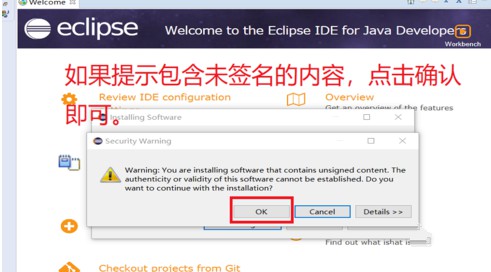 Welcome
eclipse
Welcome to the Eclipse IDE for Java Develope
Workbench
如果提示包含未签名的内容，点击确认
即可。
Review IDE configuration
Overview
Get an overview of the features
Installing Software
Security Warning
Warning: You are installing software that contains unsigned content. The
authenticity or validity of this software cannot be established. Do you
want to continue with the installation?
OK
Cancel
Details >>
Find out what is
Checkout projects from Git